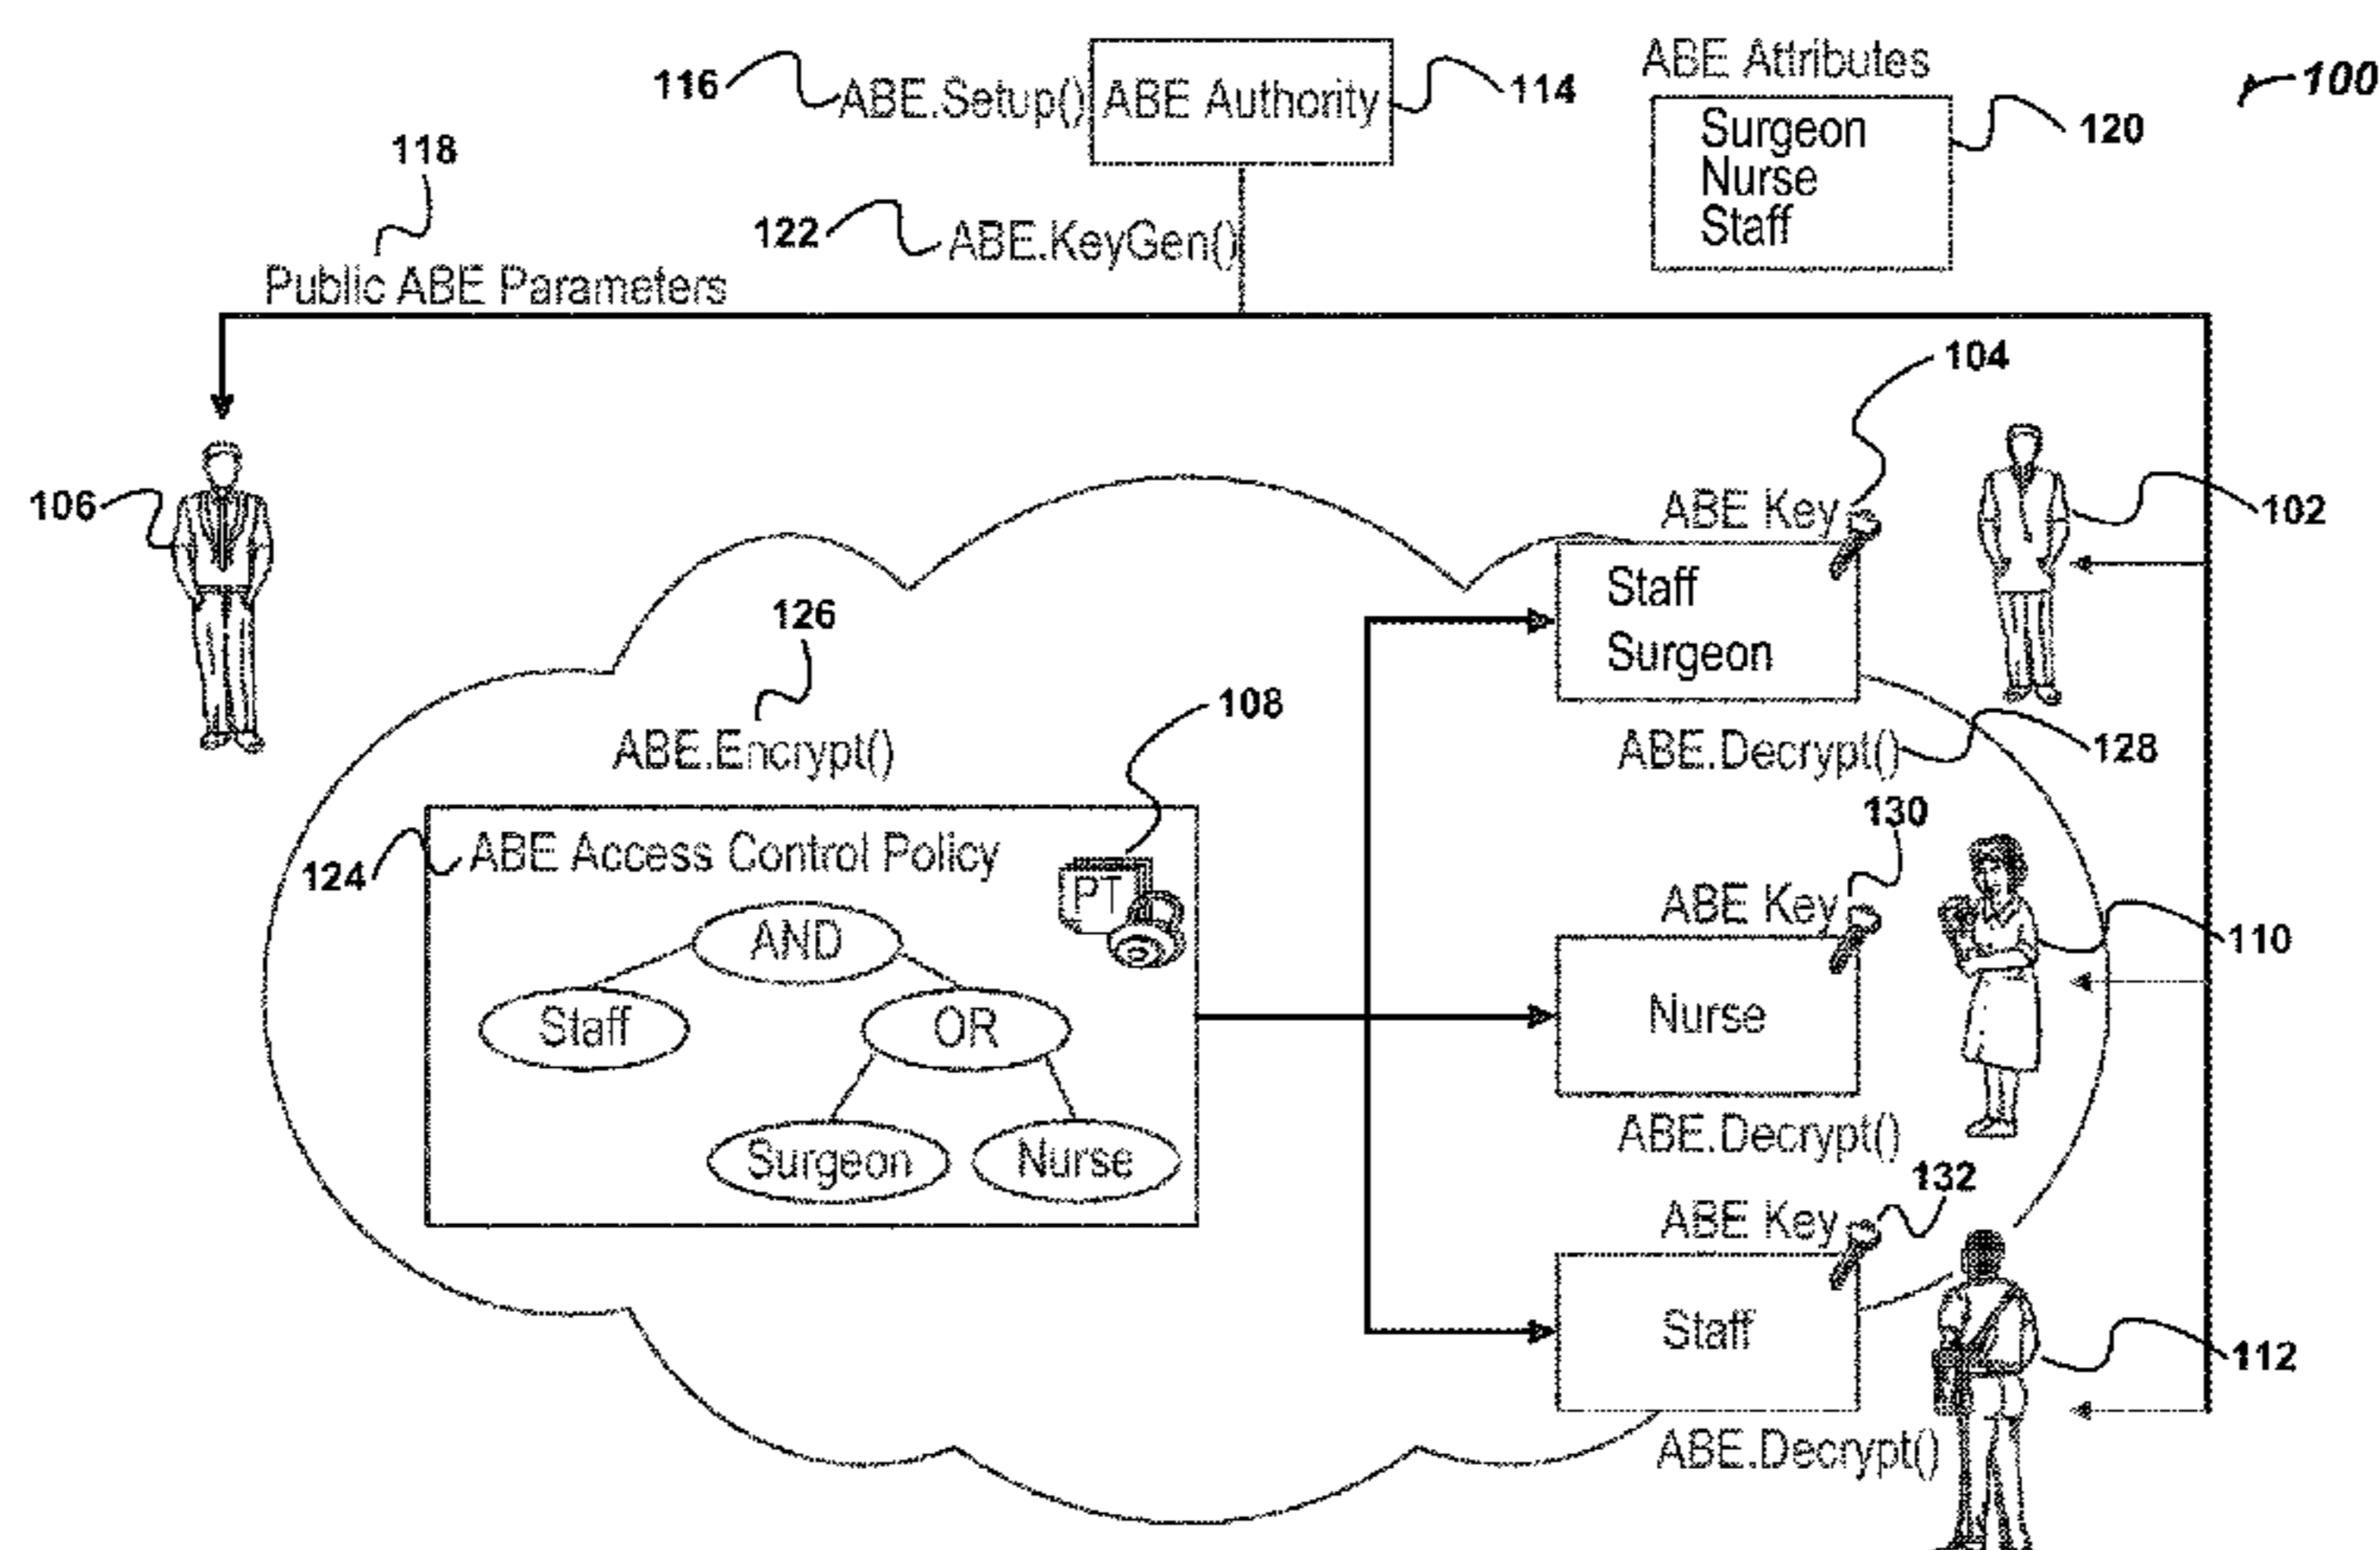 116 ABE.Setup() ABE Authority 114
ABE Attributes
100
Surgeon
Nurse
Staff
120
118
122 ABE.KeyGen()
Public ABE Parameters
104
106
102
ABE Key
Staff
Surgeon
126
ABE.Encrypt()
108
ABE.Decrypt() 128
124 ABE Access Control Policy
PT
AND
Staff
OR
Surgeon
Nurse
130
ABE Key
110
Nurse
ABE.Decrypt()
132
ABE Key
Staff
112
ABE.Decrypt()